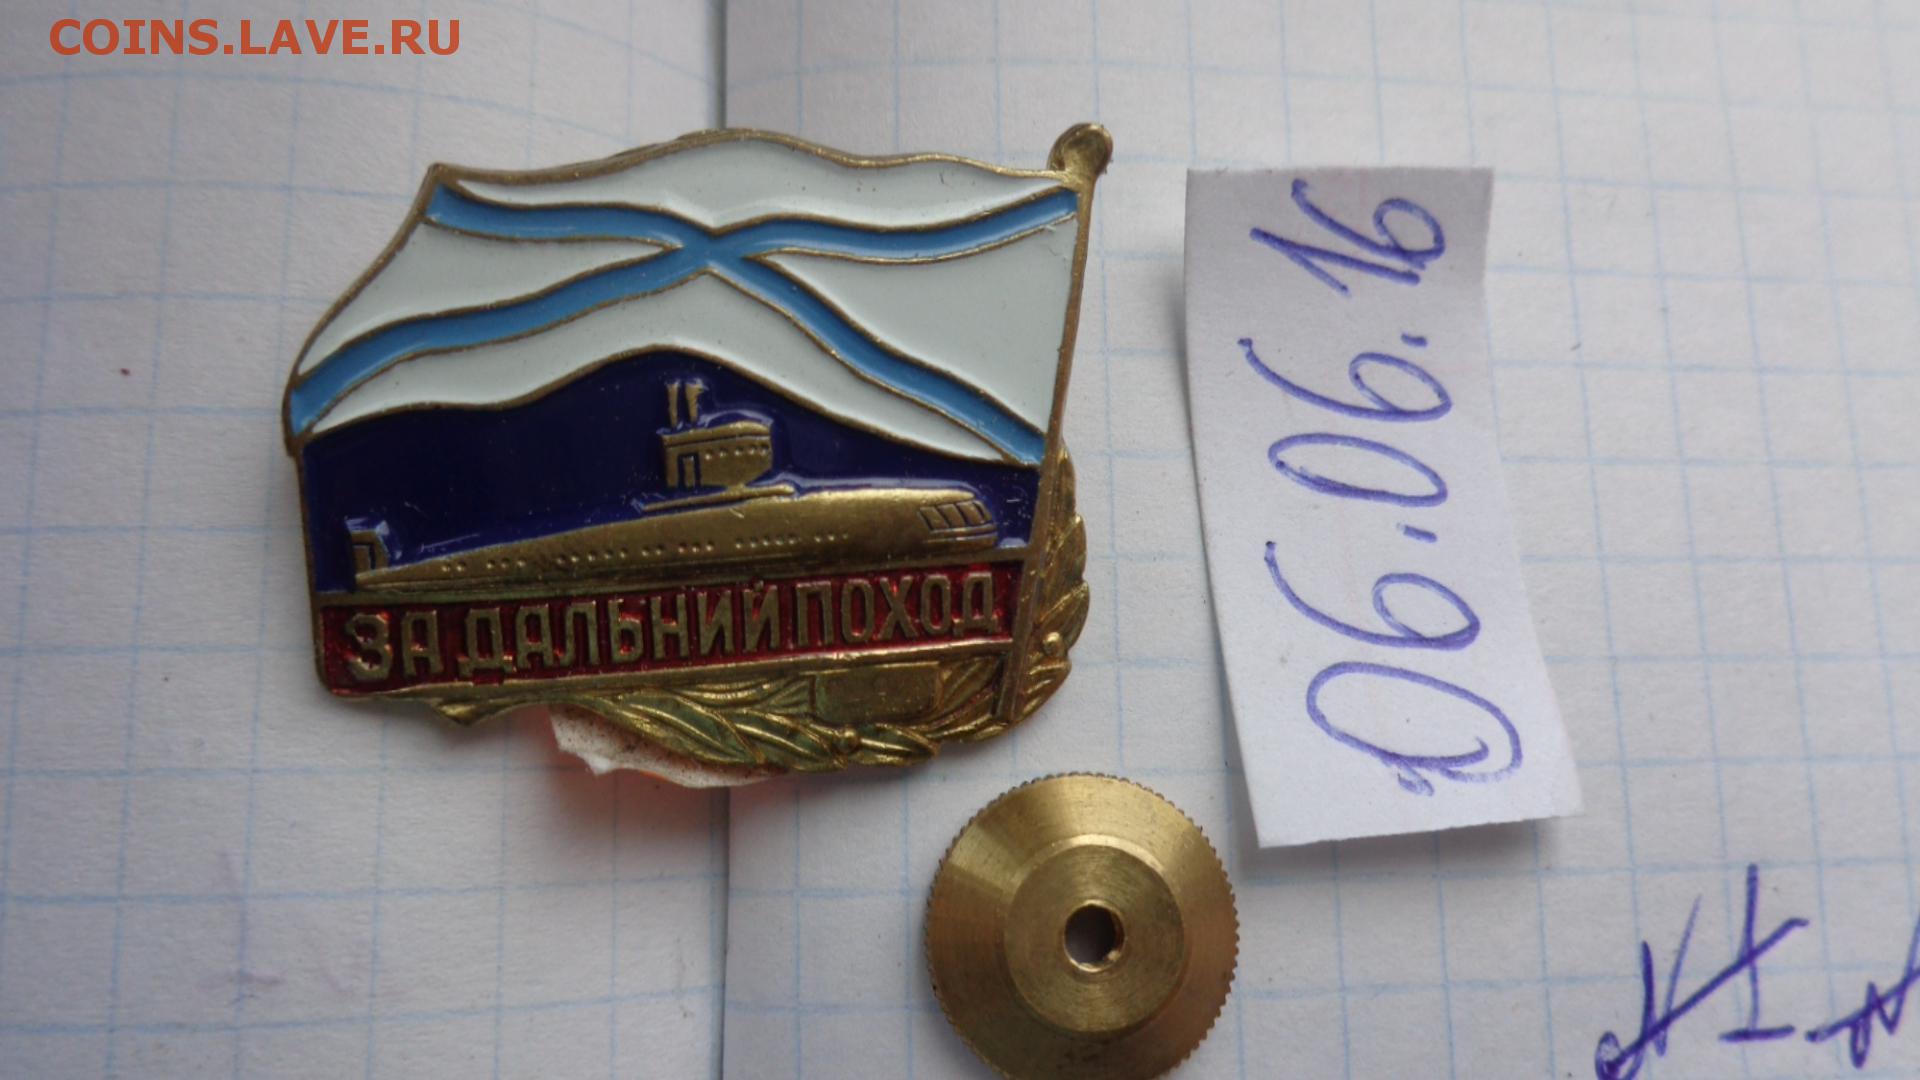 COINS.LAVE.RU
ЗА ДАЛЬНИЙ ПОХОД
06.06.16